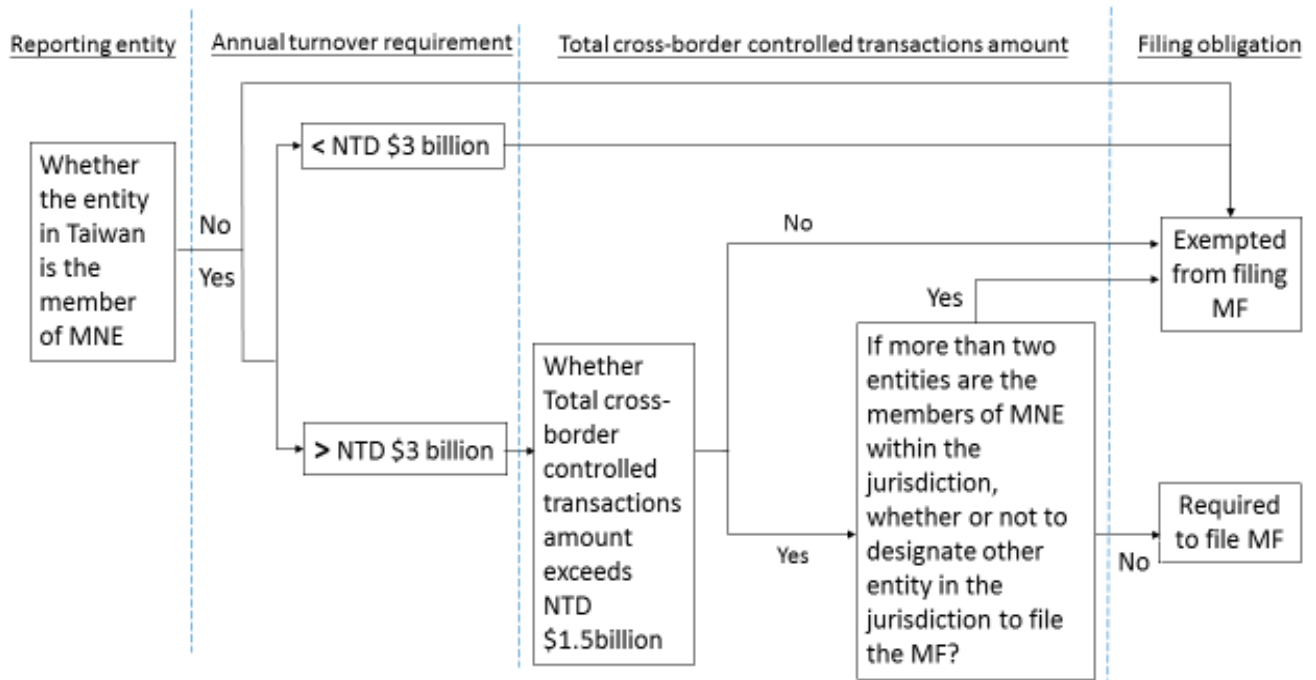 Reporting entity
Annual turnover requirement
Total cross-border controlled transactions amount
Filing obligation
Whether
the entity
in Taiwan
is the
member
of MNE
No
Yes
< NTD $3 billion
> NTD $3 billion
Whether
Total cross-
border
controlled
transactions
amount
exceeds
NTD
$1.5billion
No
Yes
Yes
If more than two
entities are the
members of MNE
within the
jurisdiction,
whether or not to
designate other
entity in the
jurisdiction to file
the MF?
No
Exempted
from filing
MF
Required
to file MF